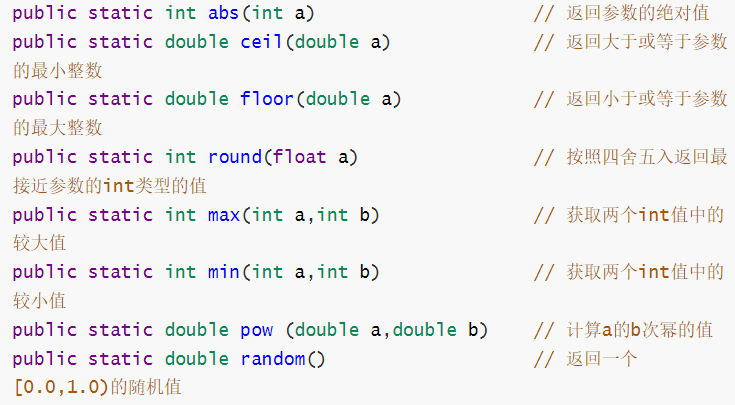 public static int abs(int a)                     // 返回参数的绝对值
public static double ceil(double a)              // 返回大于或等于参数
的最小整数
public static double floor(double a)             // 返回小于或等于参数
的最大整数
public static int round(float a)                 // 按照四舍五入返回最
接近参数的int类型的值
public static int max(int a,int b)               // 获取两个int值中的
较大值
public static int min(int a,int b)               // 获取两个int值中的
较小值
public static double pow (double a,double b)     // 计算a的b次幂的值
public static double random()                    // 返回一个
[0.0,1.0)的随机值